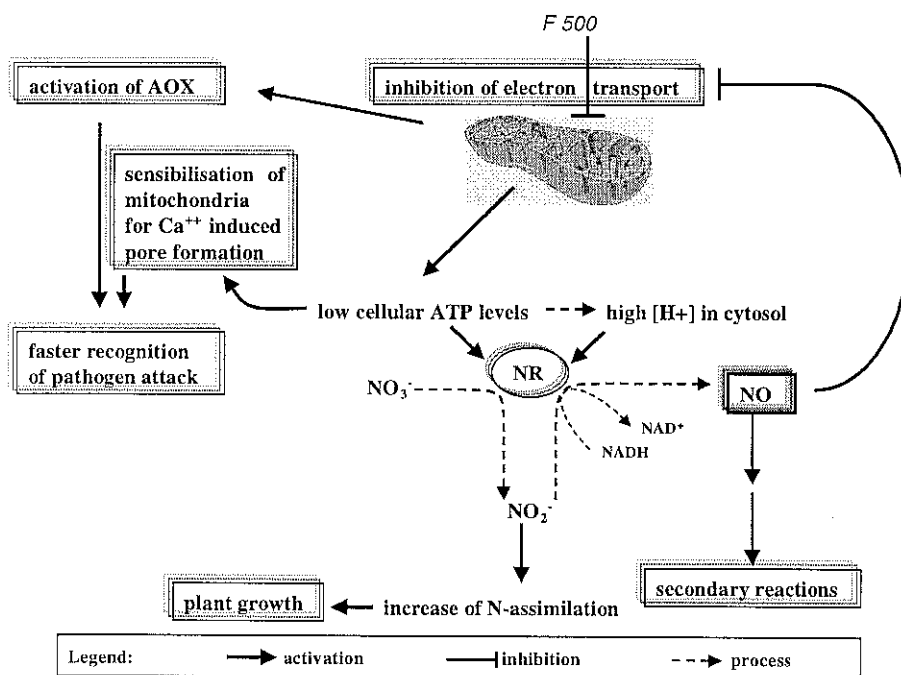 F 500
activation of AOX
inhibition of electron transport
sensibilisation of
mitochondria
for Ca++ induced
pore formation
low cellular ATP levels
high [H+] in cytosol
faster recognition
of pathogen attack
NR
NO3-
NO
NAD+
NADH
NO2-
secondary reactions
plant growth
increase of N-assimilation
Legend:
activation
inhibition
process